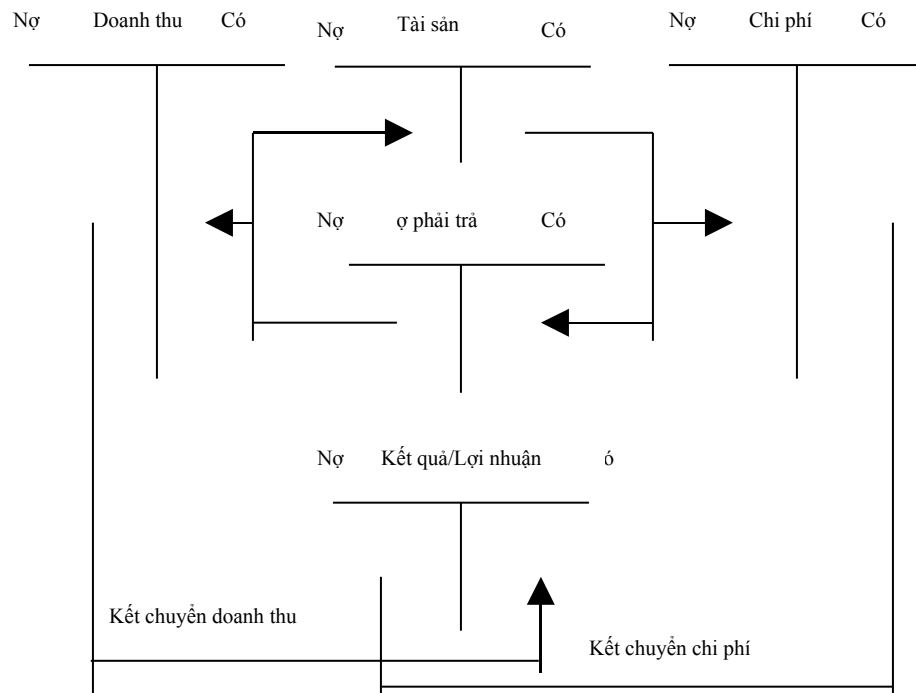 Nợ Doanh thu Có
Nợ Tài sản Có
Nợ Chi phí Có
Nợ ợ phải trả Có
Nợ Kết quả/Lợi nhuận ó
Kết chuyển doanh thu
Kết chuyển chi phí